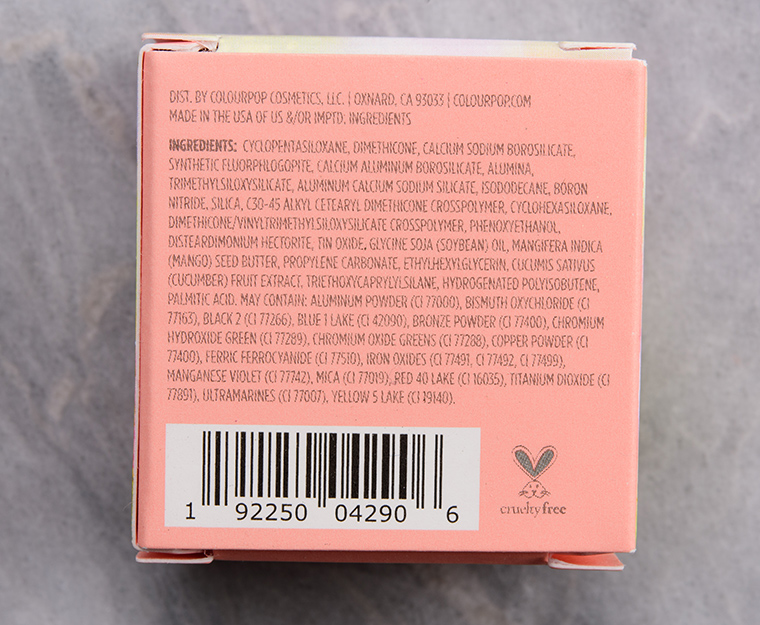 DIST. BY COLOURPOP COSMETICS, LLC. | OXNARD, CA 93033 | COLOURPOP.COM
MADE IN THE USA OF US &/OR IMPTD: INGREDIENTS
INGREDIENTS: CYCLOPENTASILOXANE, DIMETHICONE, CALCIUM SODIUM BOROSILICATE,
SYNTHETIC FLUORPHLOGOPITE, CALCIUM ALUMINUM BOROSILICATE, ALUMINA,
TRIMETHYLSILOXYSILICATE, ALUMINUM CALCIUM SODIUM SILICATE, ISODODECANE, BORON
NITRIDE, SILICA, C30-45 ALKYL CETEARYL DIMETHICONE CROSSPOLYMER, CYCLOHEXASILOXANE,
DIMETHICONE/VINYLTRIMETHYLSILOXYSILICATE CROSSPOLYMER, PHENOXYETHANOL,
DISTEARDIMONIUM HECTORITE, TIN OXIDE, GLYCINE SOJA (SOYBEAN) OIL, MANGIFERA INDICA
(MANGO) SEED BUTTER, PROPYLENE CARBONATE, ETHYLHEXYLGLYCERIN, CUCUMIS SATIVUS
(CUCUMBER) FRUIT EXTRACT, TRIETHOXYCAPRYLYLSILANE, HYDROGENATED POLYISOBUTENE,
PALMITIC ACID. MAY CONTAIN: ALUMINUM POWDER (CI 77000), BISMUTH OXYCHLORIDE (CI
77163), BLACK 2 (CI 77266), BLUE 1 LAKE (CI 42090), BRONZE POWDER (CI 77400), CHROMIUM
HYDROXIDE GREEN (CI 77289), CHROMIUM OXIDE GREENS (CI 77288), COPPER POWDER (CI
77400), FERRIC FERROCYANIDE (CI 77510), IRON OXIDES (CI 77491, CI 77492, CI 77499),
MANGANESE VIOLET (CI 77742), MICA (CI 77019), RED 40 LAKE (CI 16035), TITANIUM DIOXIDE (CI
77891), ULTRAMARINES (CI 77007), YELLOW 5 LAKE (CI 19140).
1 92250 04290 6
crueltyfree